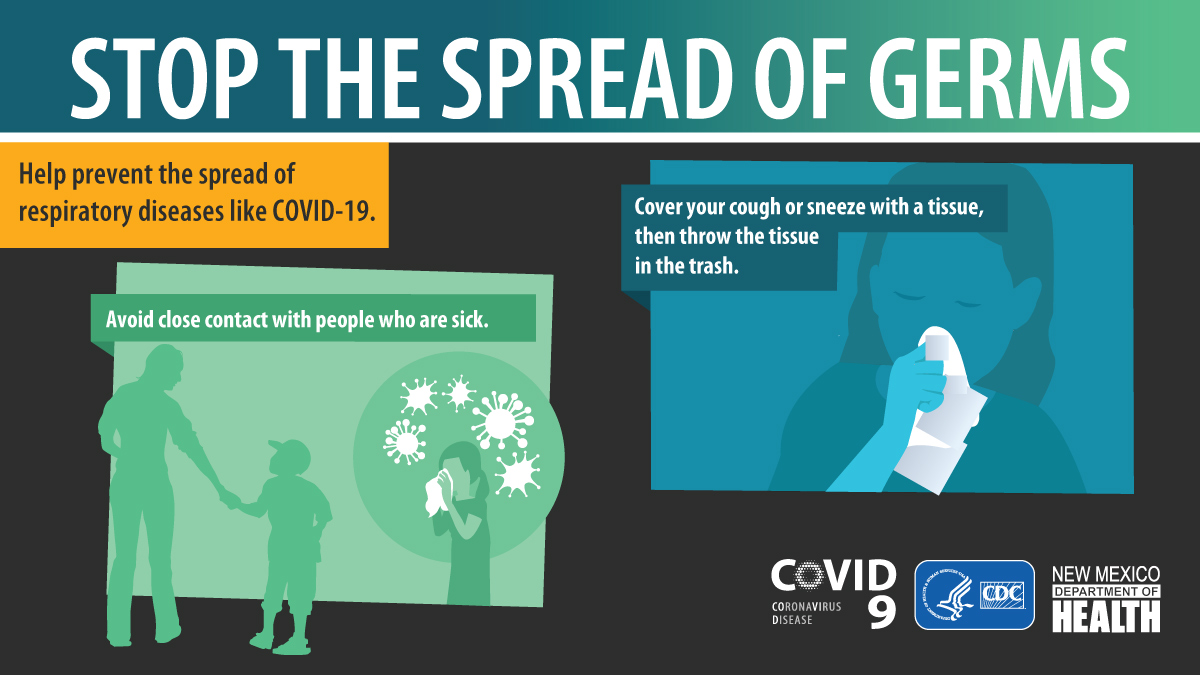 STOP THE SPREAD OF GERMS
Help prevent the spread of
respiratory diseases like COVID-19.
Avoid close contact with people who are sick.
Cover your cough or sneeze with a tissue,
then throw the tissue
in the trash.
COVID
9
CORONAVIRUS
DISEASE
CDC
NEW MEXICO
DEPARTMENT OF
HEALTH